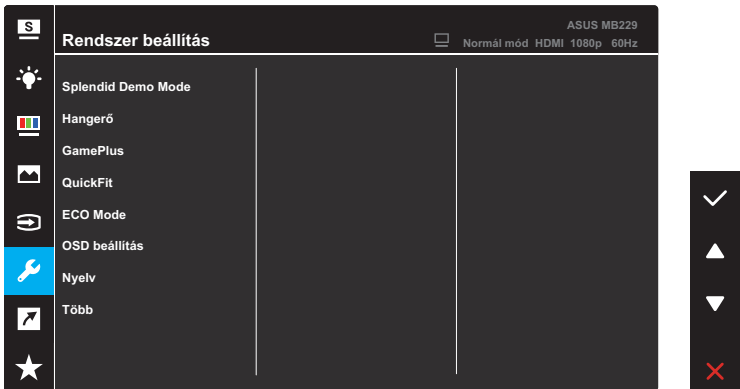 S
ASUS MB229
Rendszer beállítás
Normál mód HDMI 1080p 60Hz
Splendid Demo Mode
Hangerő
GamePlus
QuickFit
ECO Mode
OSD beállítás
Nyelv
Több